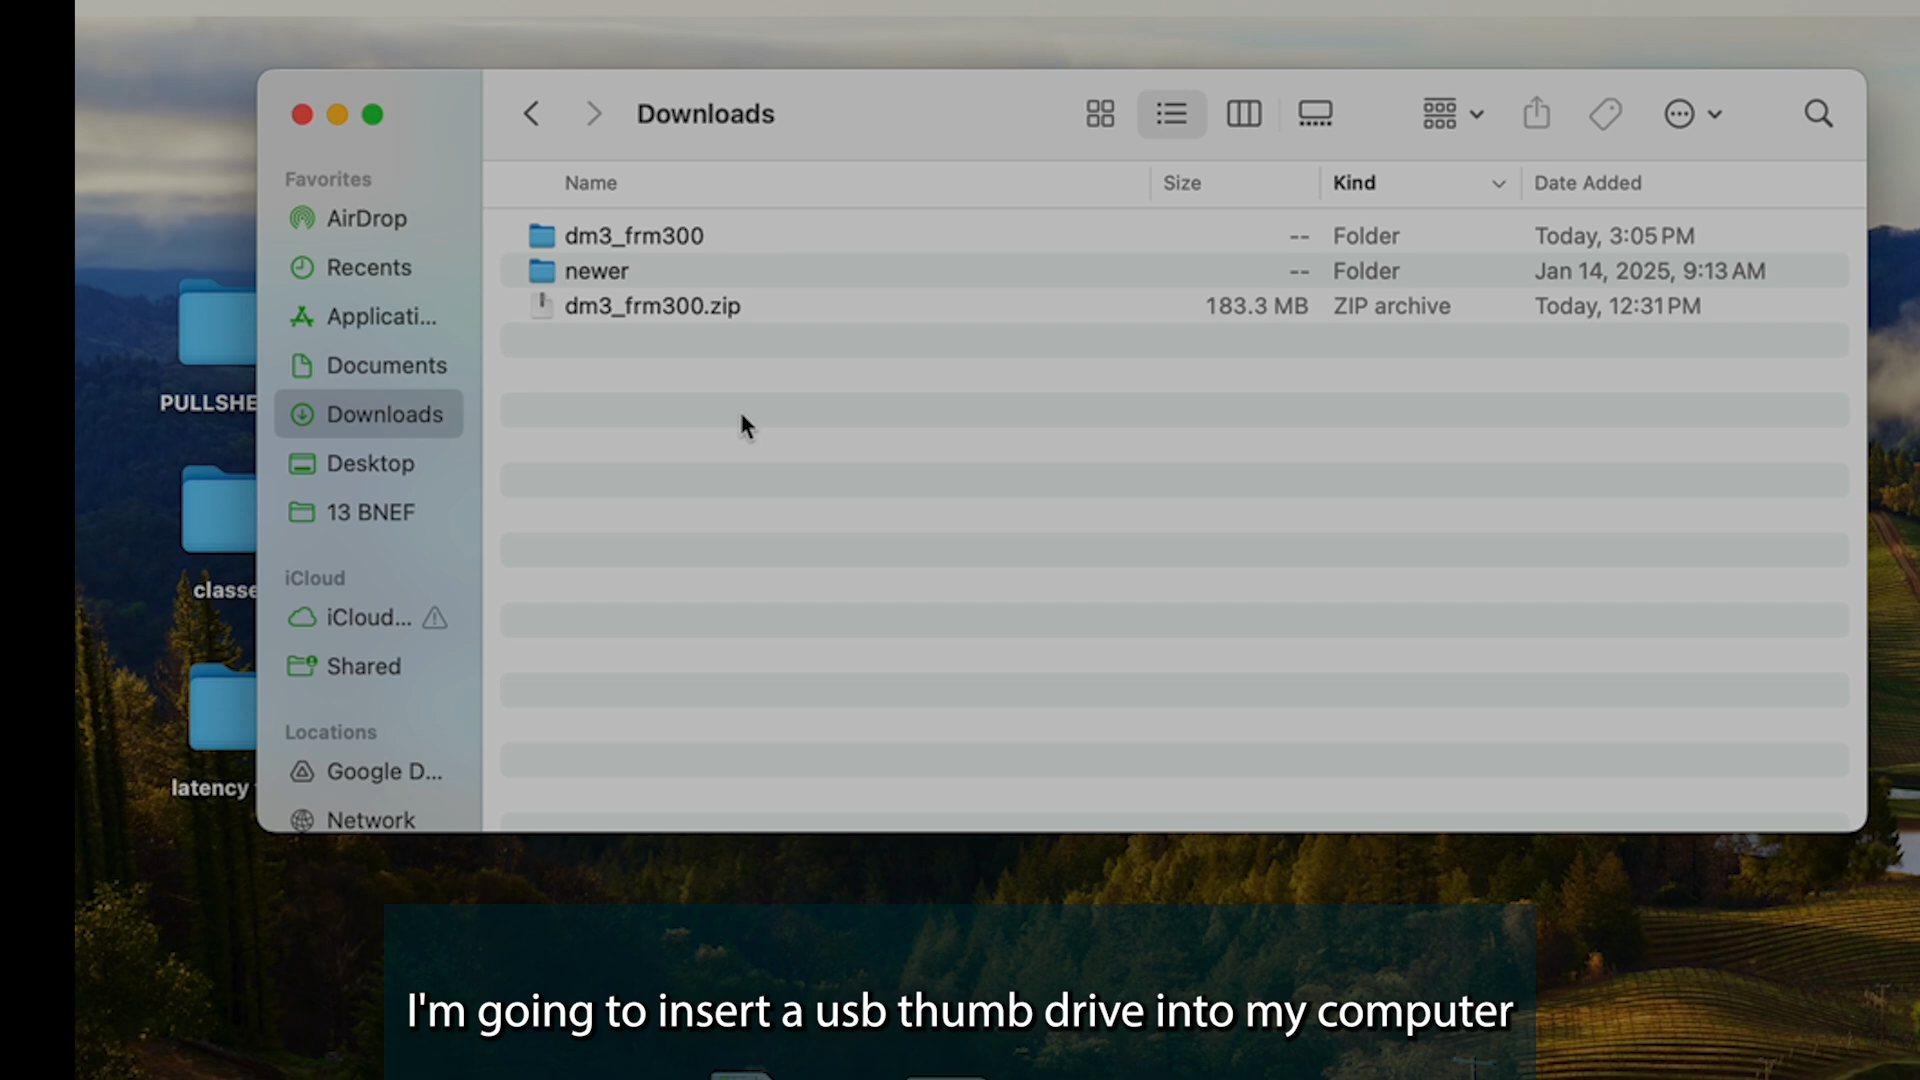 Downloads
Favorites
AirDrop
Recents
Applicati...
Documents
Downloads
Desktop
13 BNEF
iCloud
iCloud...
Shared
Locations
Google D...
Network
Name Size Kind Date Added
dm3_frm300 -- Folder Today, 3:05 PM
newer -- Folder Jan 14, 2025, 9:13 AM
dm3_frm300.zip 183.3 MB ZIP archive Today, 12:31 PM
PULLSHE
classe
latency
I'm going to insert a usb thumb drive into my computer